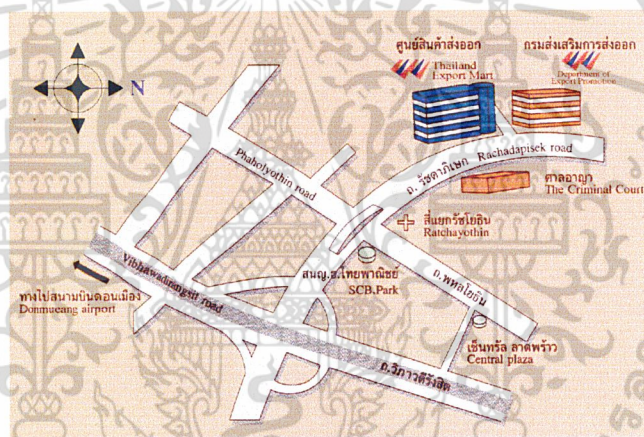 ศูนย์สินค้าส่งออก
Thailand
Export Mart
กรมส่งเสริมการส่งออก
Department of
Export Promotion
N
Phaholyothin road
ถ. รัชดาภิเษก Rachadapisek road
ศาลอาญา
The Criminal Court
สี่แยกรัชโยธิน
Ratchayothin
Vibhawadirangsit road
สนญ.ธ.ไทยพาณิชย์
SCB.Park
ถ.พหลโยธิน
ทางไปสนามบินดอนเมือง
Donmueang airport
เซ็นทรัล ลาดพร้าว
Central plaza
ถ.วิภาวดีรังสิต